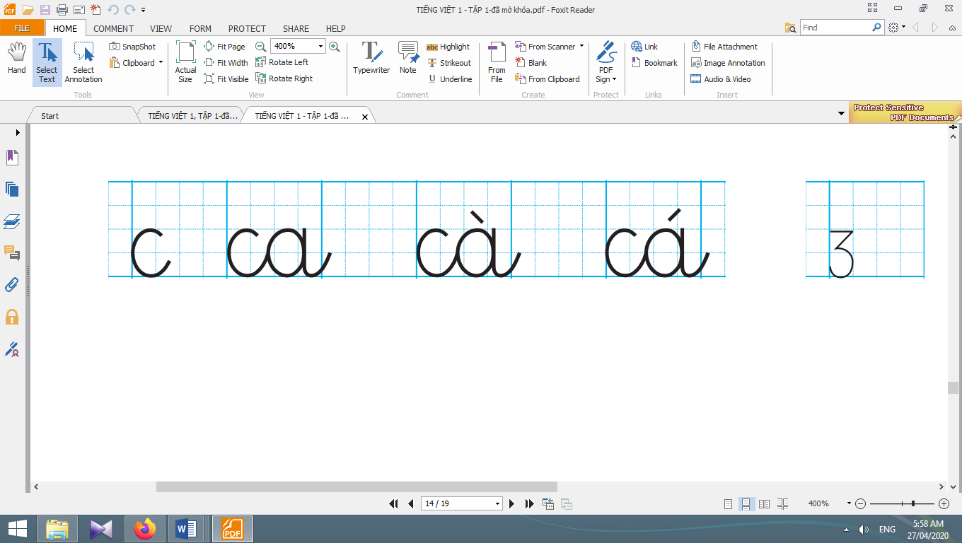 TIẾNG VIỆT 1 - TẬP 1-đã mở khóa.pdf - Foxit Reader
FILE HOME COMMENT VIEW FORM PROTECT SHARE HELP Find
Hand Select Text Select Annotation SnapShot Clipboard Tools
Actual Size Fit Page Fit Width Fit Visible 400% Rotate Left Rotate Right View
Typewriter Note Highlight Strikeout Underline Comment
From File From Scanner Blank From Clipboard Create
PDF Sign Protect
Link Bookmark Links
File Attachment Image Annotation Audio & Video Insert
Start TIẾNG VIỆT 1, TẬP 1-đã... TIẾNG VIỆT 1 - TẬP 1-đã ... Protect Sensitive PDF Documents
c ca cà cá 3
14 / 19 400%
W PDF ENG 5:58 AM
27/04/2020